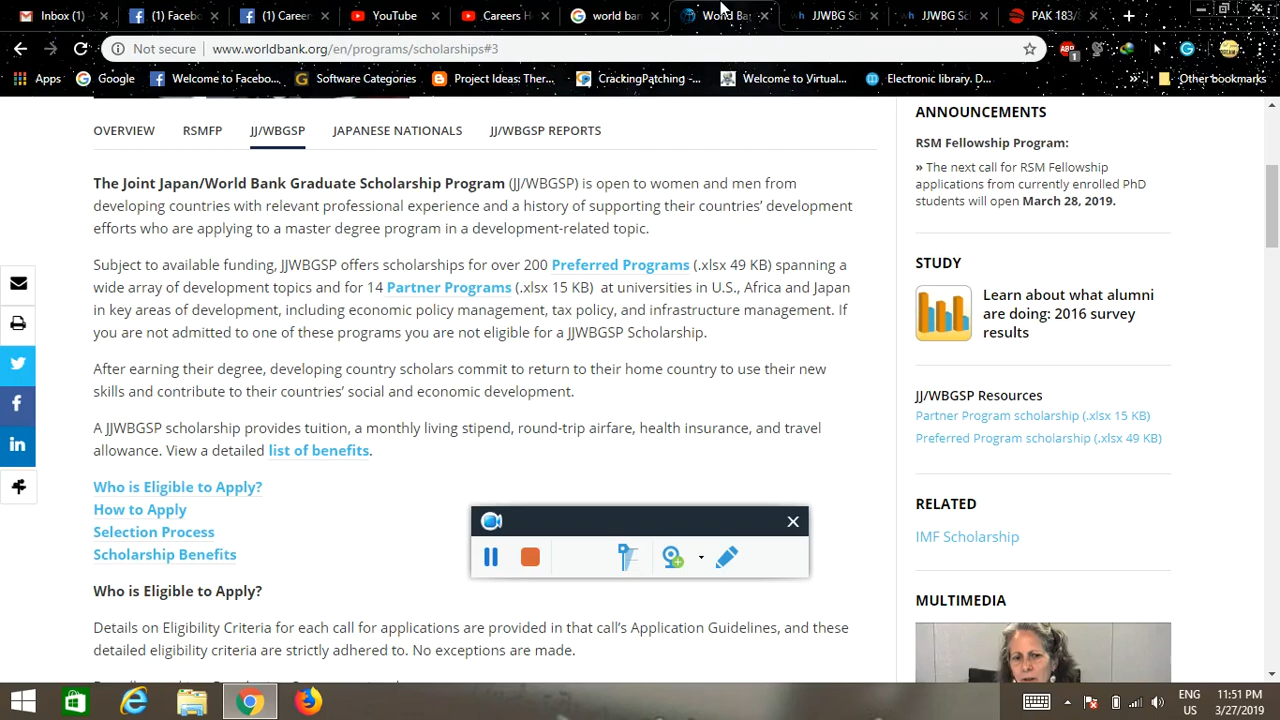 Inbox (1)
Faceboo
Career
YouTube
Careers H
world ban
World Ba
JJWBG Sc
JJWBG Sc
PAK 183/
Not secure
www.worldbank.org/en/programs/scholarships#3
ABP
1
Apps
Google
Welcome to Facebo...
Software Categories
Project Ideas: Ther...
CrackingPatching -...
Welcome to Virtual...
Electronic library. D...
Other bookmarks
OVERVIEW
RSMFP
JJ/WBGSP
JAPANESE NATIONALS
JJ/WBGSP REPORTS
The Joint Japan/World Bank Graduate Scholarship Program (JJ/WBGSP) is open to women and men from
developing countries with relevant professional experience and a history of supporting their countries’ development
efforts who are applying to a master degree program in a development-related topic.
Subject to available funding, JJWBGSP offers scholarships for over 200 Preferred Programs (.xlsx 49 KB) spanning a
wide array of development topics and for 14 Partner Programs (.xlsx 15 KB) at universities in U.S., Africa and Japan
in key areas of development, including economic policy management, tax policy, and infrastructure management. If
you are not admitted to one of these programs you are not eligible for a JJWBGSP Scholarship.
After earning their degree, developing country scholars commit to return to their home country to use their new
skills and contribute to their countries’ social and economic development.
A JJWBGSP scholarship provides tuition, a monthly living stipend, round-trip airfare, health insurance, and travel
allowance. View a detailed list of benefits.
Who is Eligible to Apply?
How to Apply
Selection Process
Scholarship Benefits
Who is Eligible to Apply?
Details on Eligibility Criteria for each call for applications are provided in that call’s Application Guidelines, and these
detailed eligibility criteria are strictly adhered to. No exceptions are made.
ANNOUNCEMENTS
RSM Fellowship Program:
» The next call for RSM Fellowship
applications from currently enrolled PhD
students will open March 28, 2019.
STUDY
Learn about what alumni
are doing: 2016 survey
results
JJ/WBGSP Resources
Partner Program scholarship (.xlsx 15 KB)
Preferred Program scholarship (.xlsx 49 KB)
RELATED
IMF Scholarship
MULTIMEDIA
ENG
US
11:51 PM
3/27/2019